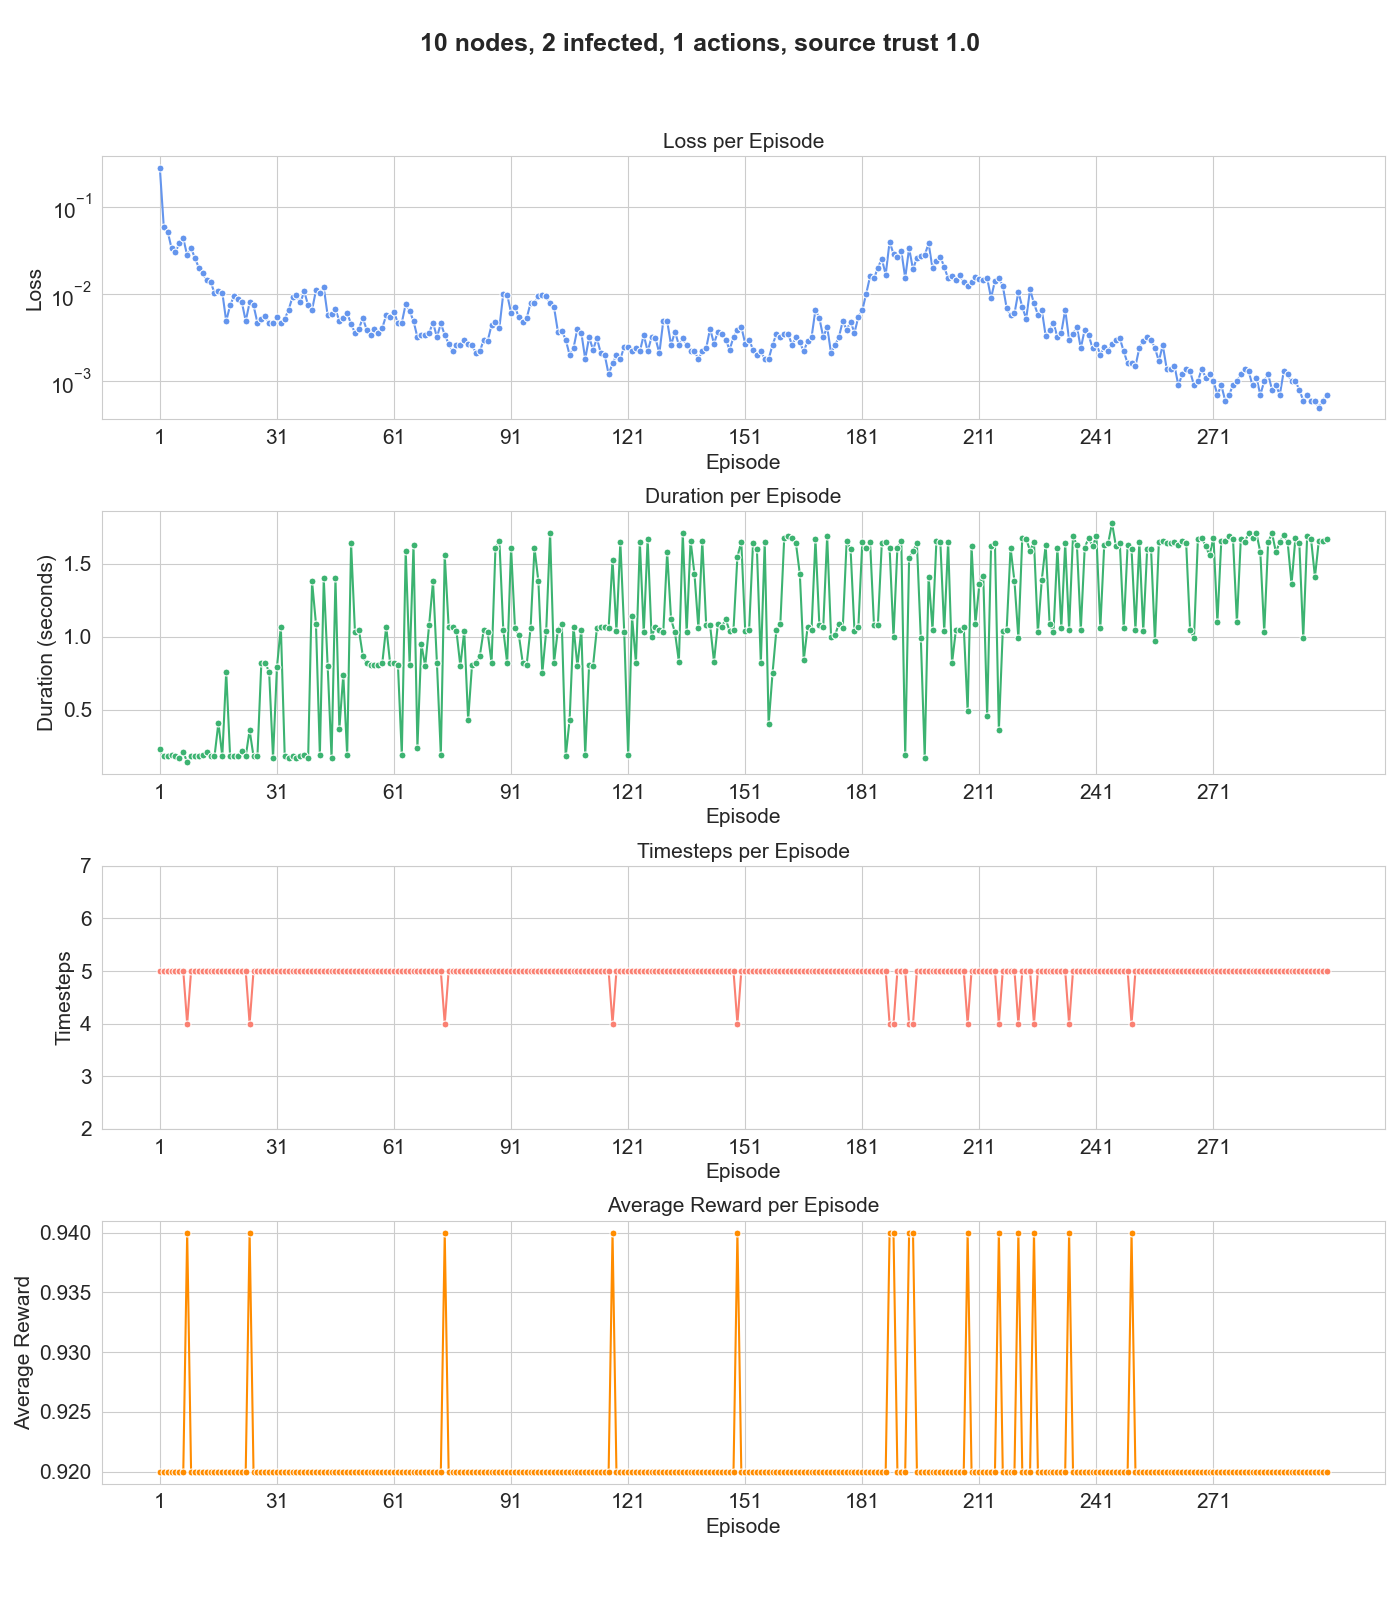 10 nodes, 2 infected, 1 actions, source trust 1.0
Loss per Episode
Loss
10⁻¹
10⁻²
10⁻³
1 31 61 91 121 151 181 211 241 271
Episode
Duration per Episode
Duration (seconds)
1.5
1.0
0.5
1 31 61 91 121 151 181 211 241 271
Episode
Timesteps per Episode
Timesteps
7
6
5
4
3
2
1 31 61 91 121 151 181 211 241 271
Episode
Average Reward per Episode
Average Reward
0.940
0.935
0.930
0.925
0.920
1 31 61 91 121 151 181 211 241 271
Episode